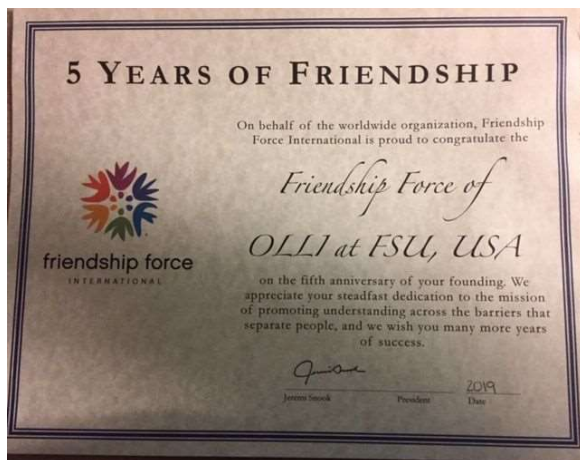 5 YEARS OF FRIENDSHIP
On behalf of the worldwide organization, Friendship
Force International is proud to congratulate the
Friendship Force of
OLLI at FSU, USA
friendship force
INTERNATIONAL
on the fifth anniversary of your founding. We
appreciate your steadfast dedication to the mission
of promoting understanding across the barriers that
separate people, and we wish you many more years
of success.
2019
Jeremi Snook President Date